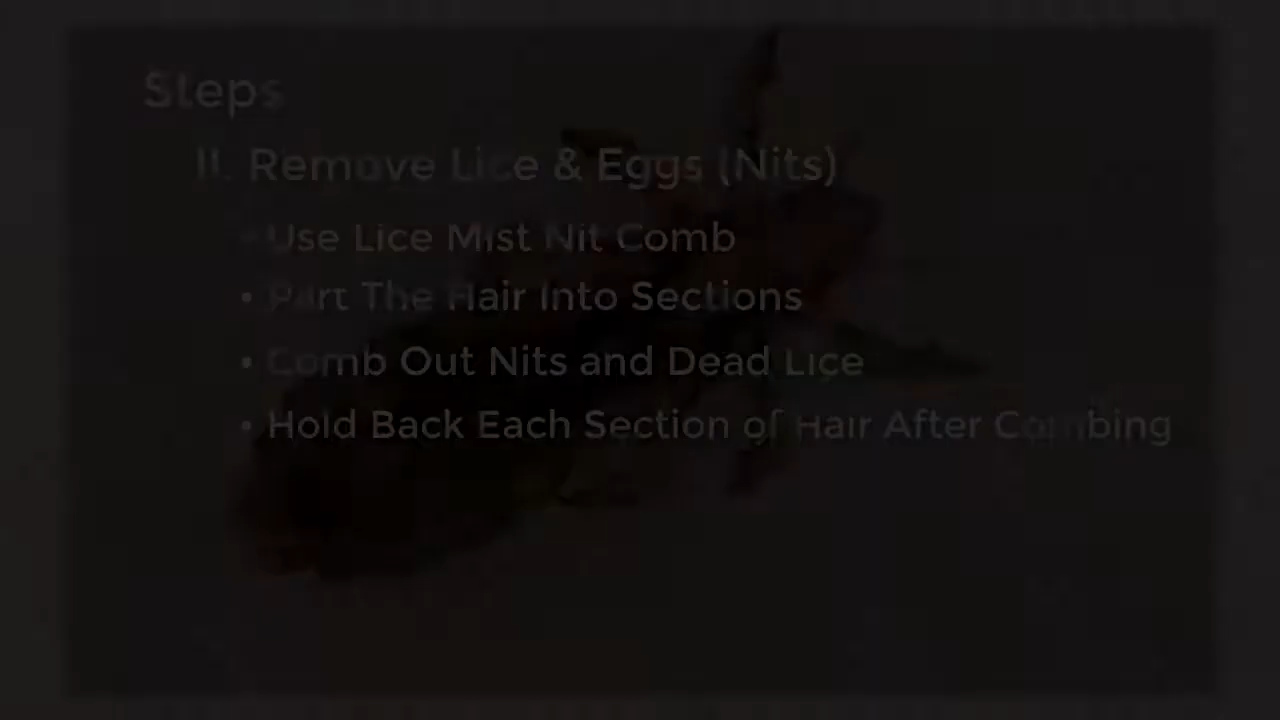 Steps
II. Remove Lice & Eggs (Nits)
• Use Lice Mist Nit Comb
• Part The Hair Into Sections
• Comb Out Nits and Dead Lice
• Hold Back Each Section of Hair After Combing